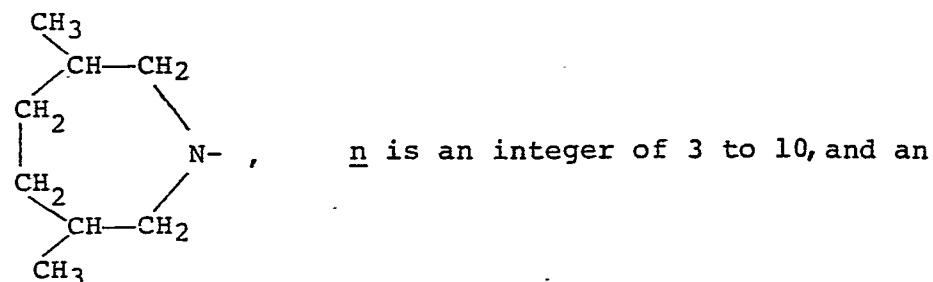 CH3
CH—CH2
CH2
N- , n is an integer of 3 to 10, and an
CH2
CH—CH2
CH3